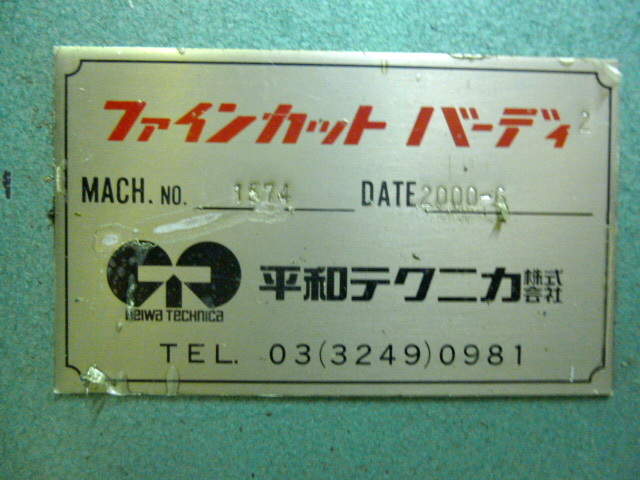 ファインカット バーディ2
MACH. NO. 1574 DATE 2000-6
Heiwa Technica
平和テクニカ株式会社
TEL. 03(3249)0981